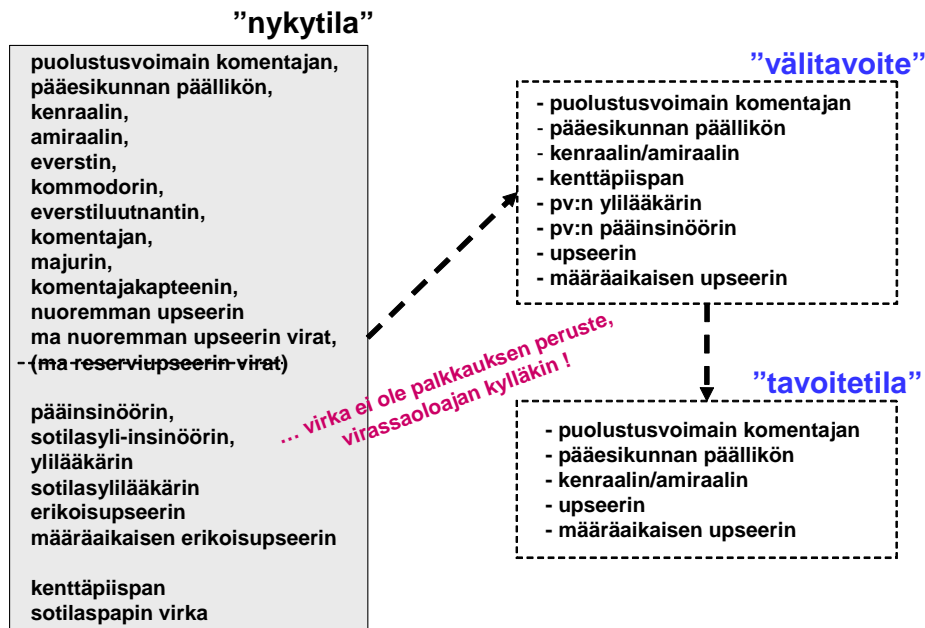 ”nykytila”
puolustusvoimain komentajan,
pääesikunnan päällikön,
kenraalin,
amiraalin,
everstin,
kommodorin,
everstiluutnantin,
komentajan,
majurin,
komentajakapteenin,
nuoremman upseerin
ma nuoremman upseerin virat,
(ma reserviupseerin virat)
pääinsinöörin,
sotilasyli-insinöörin,
ylilääkärin
sotilasylilääkärin
erikoisupseerin
määräaikaisen erikoisupseerin
kenttäpiispan
sotilaspapin virka
… virka ei ole palkkauksen peruste,
virassaoloajan kylläkin !
”välitavoite”
- puolustusvoimain komentajan
- pääesikunnan päällikön
- kenraalin/amiraalin
- kenttäpiispan
- pv:n ylilääkärin
- pv:n pääinsinöörin
- upseerin
- määräaikaisen upseerin
”tavoitetila”
- puolustusvoimain komentajan
- pääesikunnan päällikön
- kenraalin/amiraalin
- upseerin
- määräaikaisen upseerin